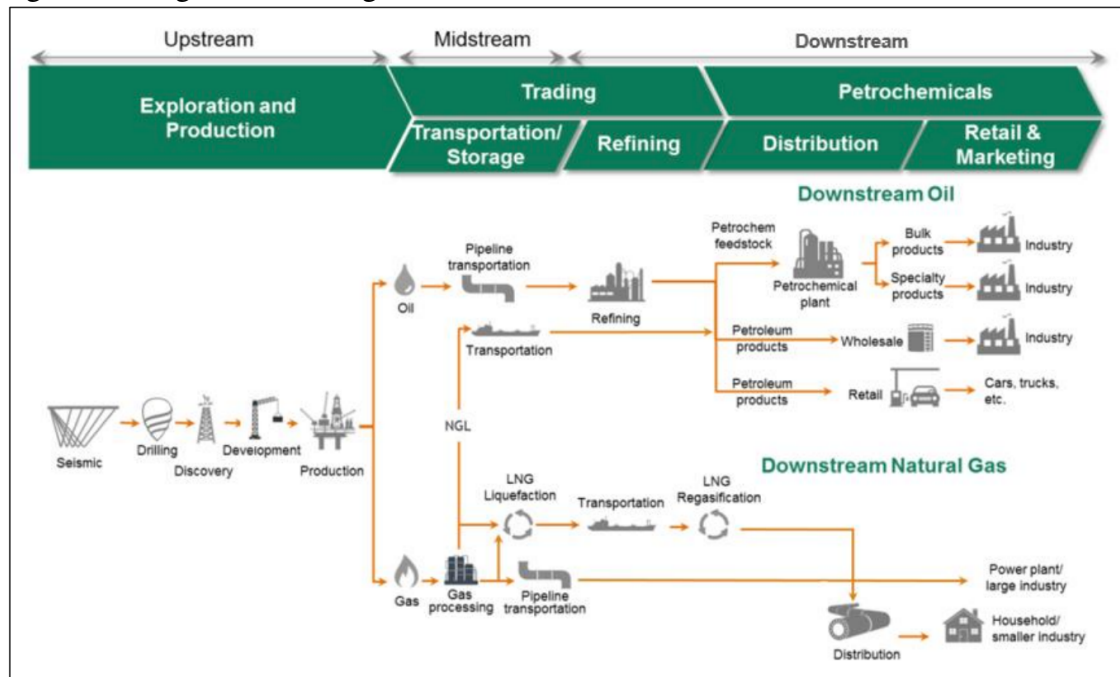 Upstream
Midstream
Downstream
Exploration and
Production
Trading
Petrochemicals
Transportation/
Storage
Refining
Distribution
Retail &
Marketing
Downstream Oil
Pipeline
transportation
Oil
Refining
Transportation
Petrochem
feedstock
Petrochemical
plant
Bulk
products
Industry
Specialty
products
Industry
Petroleum
products
Wholesale
Industry
Petroleum
products
Retail
Cars, trucks,
etc.
Seismic
Drilling
Discovery
Development
Production
NGL
Downstream Natural Gas
LNG
Liquefaction
Transportation
LNG
Regasification
Gas
Gas
processing
Pipeline
transportation
Power plant/
large industry
Distribution
Household/
smaller industry